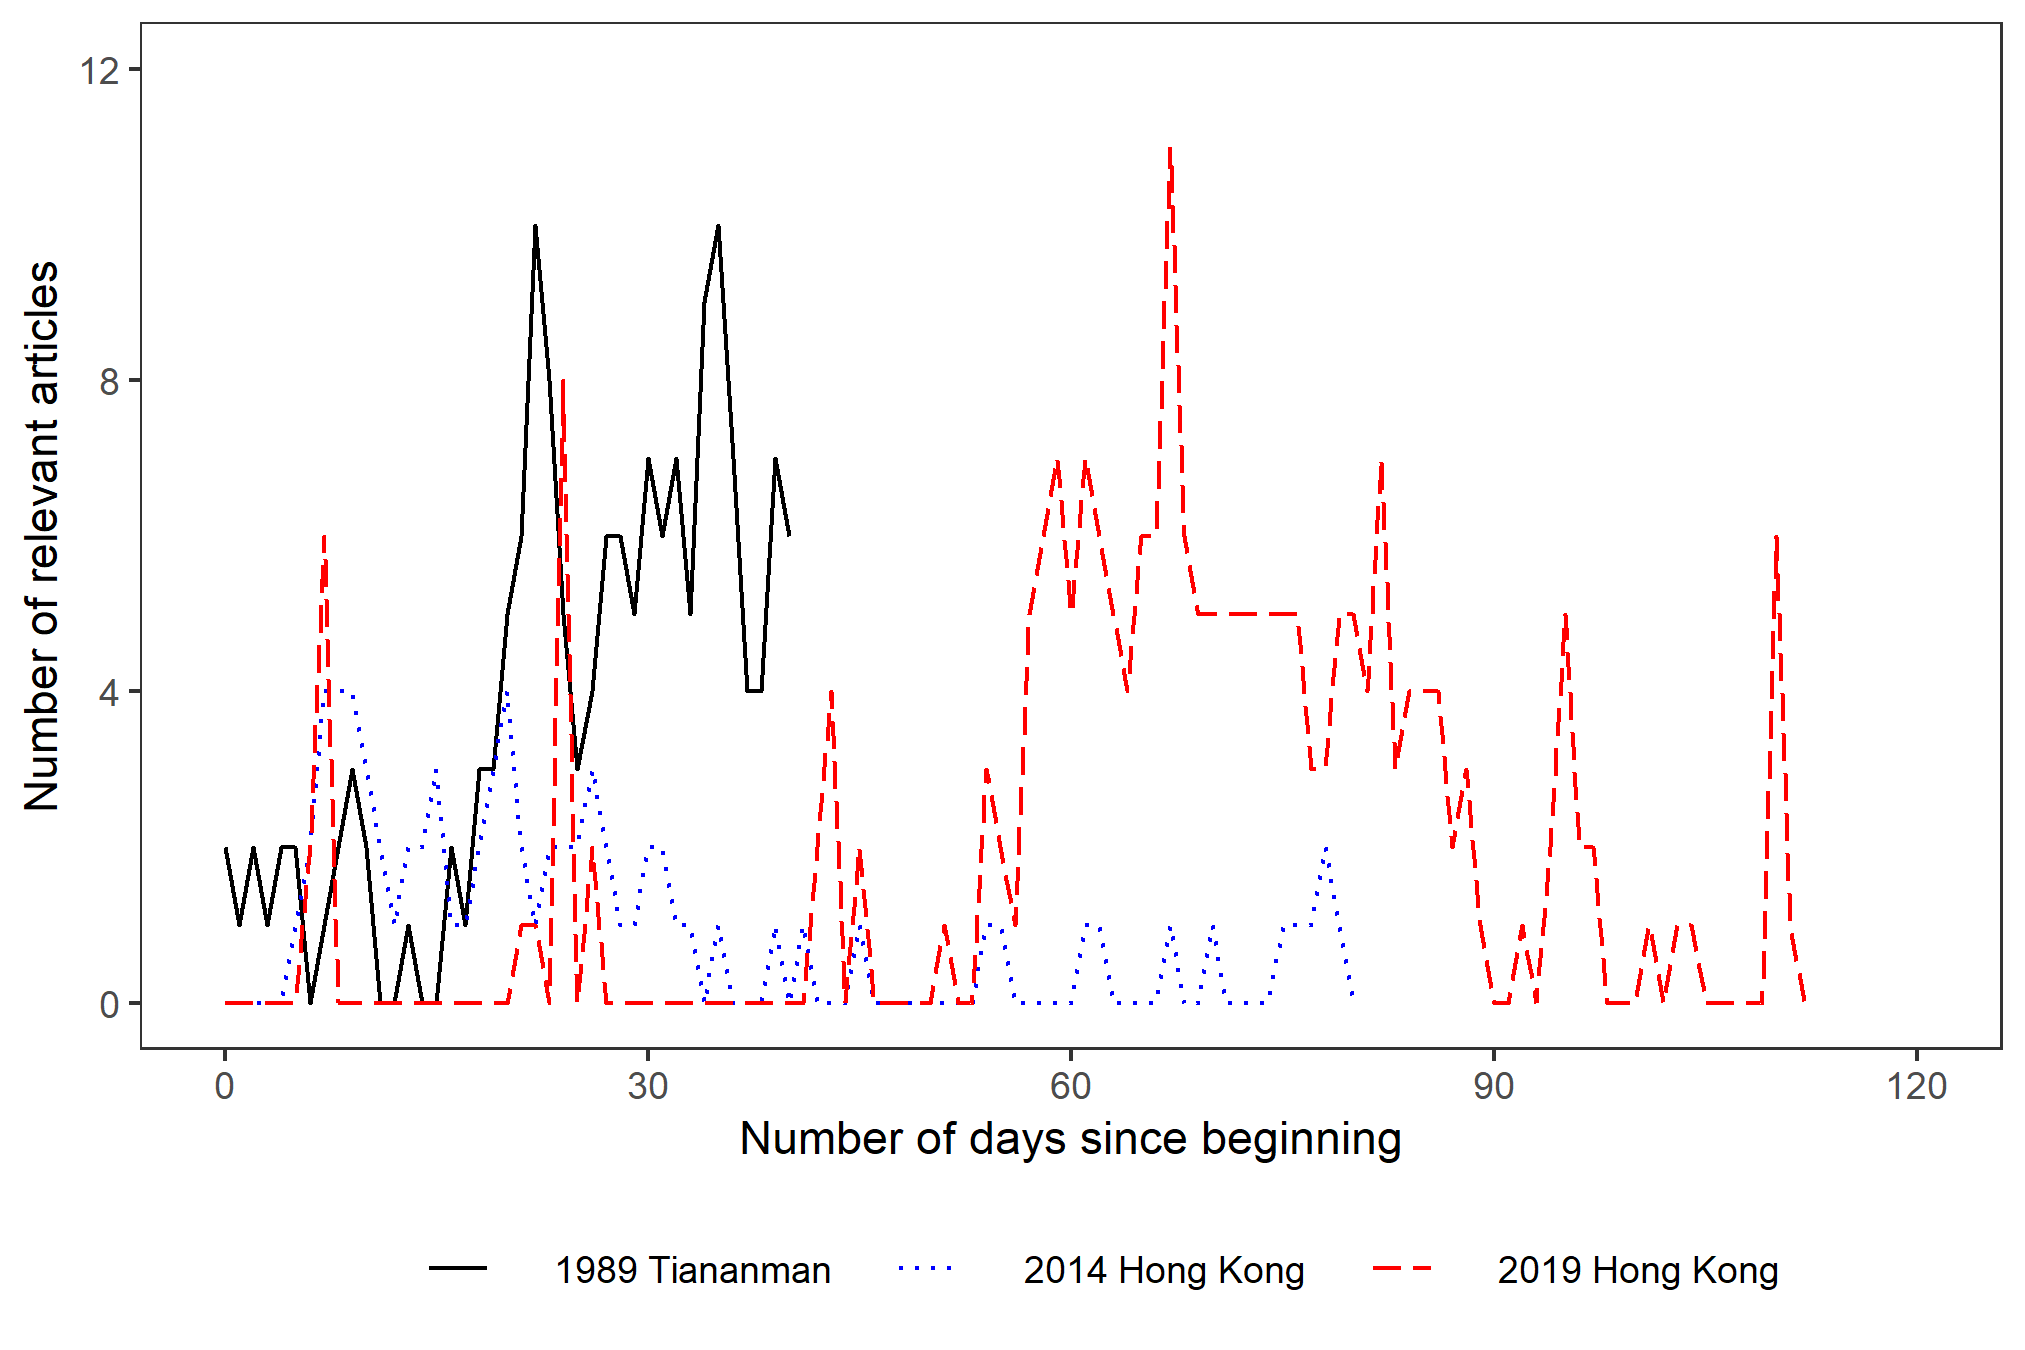 12
8
4
0
Number of relevant articles
0 30 60 90 120
Number of days since beginning
1989 Tiananman 2014 Hong Kong 2019 Hong Kong